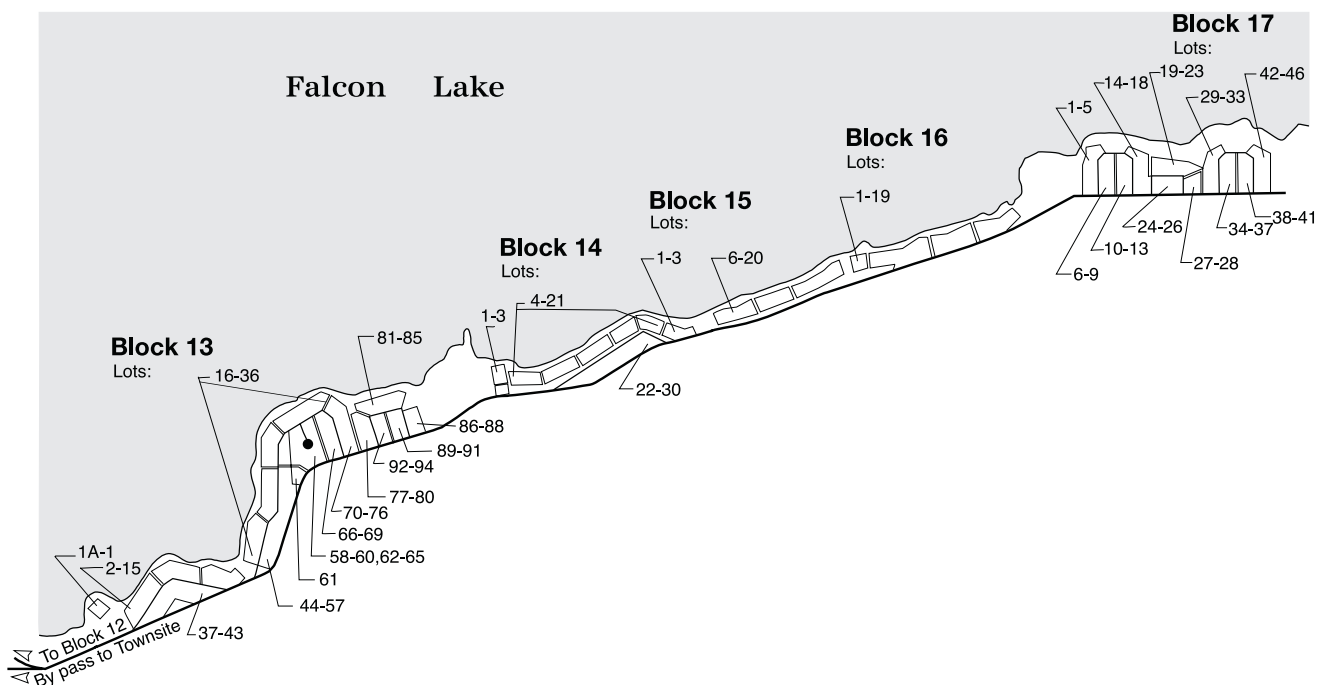 Block 17
Lots:
Falcon Lake
19-23
42-46
14-18
29-33
1-5
Block 16
Lots:
1-19
Block 15
Lots:
38-41
24-26
34-37
10-13
27-28
6-9
Block 14
Lots:
1-3
6-20
4-21
1-3
81-85
Block 13
Lots:
16-36
22-30
86-88
89-91
92-94
77-80
70-76
66-69
58-60,62-65
1A-1
2-15
61
44-57
37-43
To Block 12
By pass to Townsite